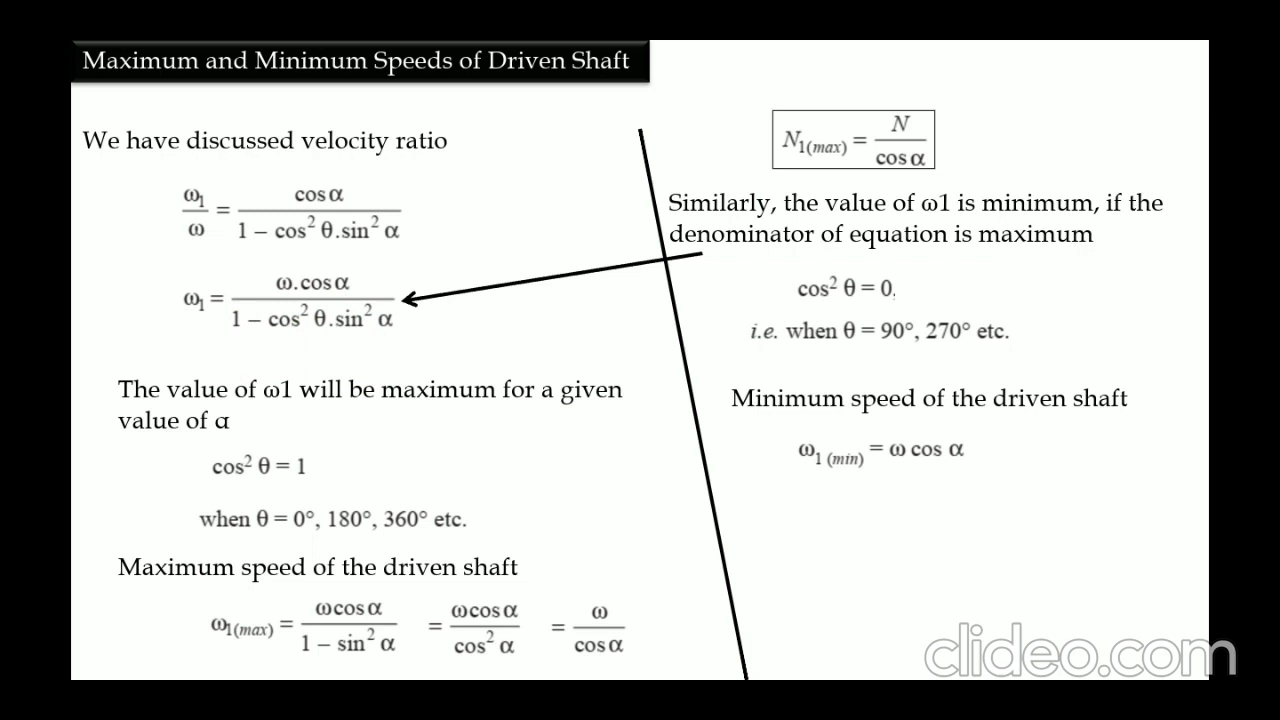 Maximum and Minimum Speeds of Driven Shaft
We have discussed velocity ratio
ω₁/ω = cos α / (1 – cos² θ.sin² α)
ω₁ = ω.cos α / (1 – cos² θ.sin² α)
The value of ω1 will be maximum for a given
value of α
cos² θ = 1
when θ = 0°, 180°, 360° etc.
Maximum speed of the driven shaft
ω₁(max) = ω cos α / (1 – sin² α) = ω cos α / cos² α = ω / cos α
N₁(max) = N / cos α
Similarly, the value of ω1 is minimum, if the
denominator of equation is maximum
cos² θ = 0,
i.e. when θ = 90°, 270° etc.
Minimum speed of the driven shaft
ω₁ (min) = ω cos α
clideo.com